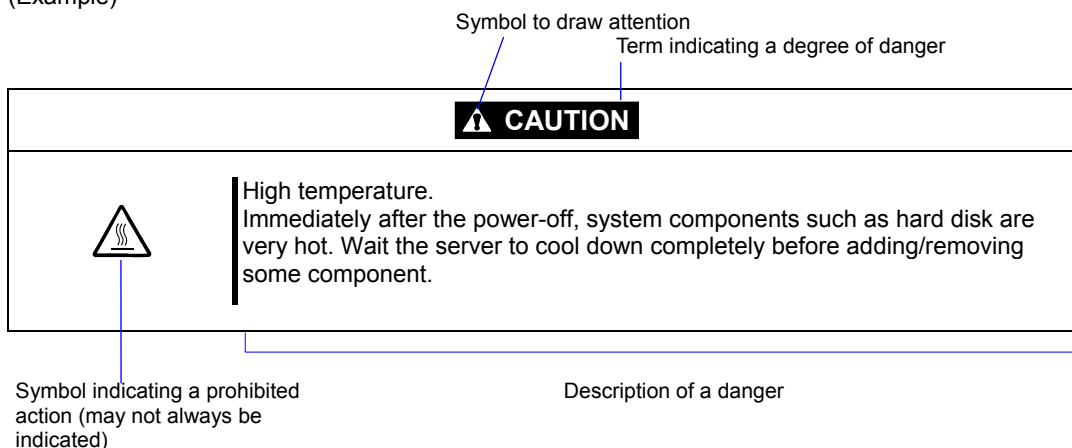 (Example)
Symbol to draw attention
Term indicating a degree of danger
CAUTION
High temperature.
Immediately after the power-off, system components such as hard disk are
very hot. Wait the server to cool down completely before adding/removing
some component.
Symbol indicating a prohibited
action (may not always be
indicated)
Description of a danger